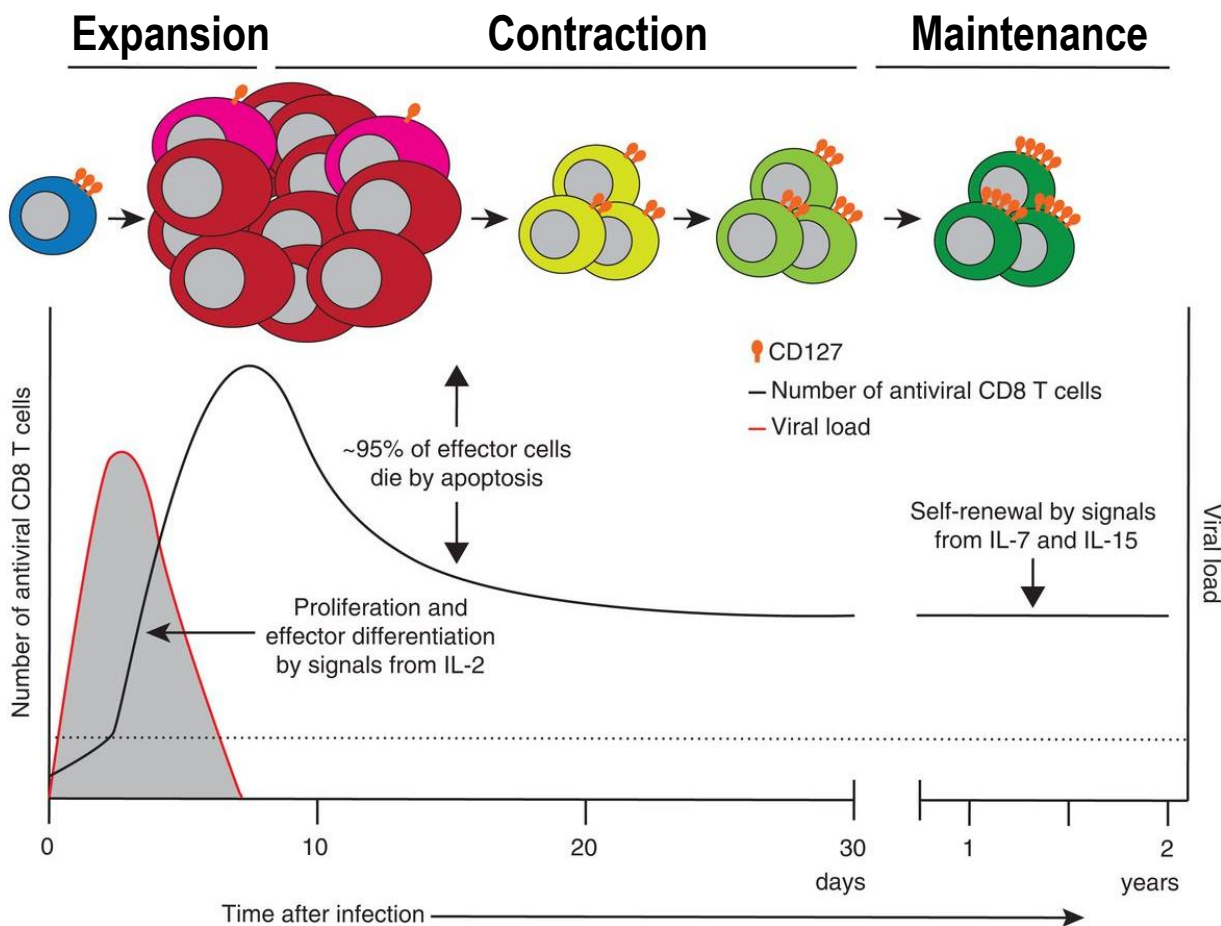 Expansion
Contraction
Maintenance
CD127
Number of antiviral CD8 T cells
Viral load
~95% of effector cells
die by apoptosis
Self-renewal by signals
from IL-7 and IL-15
Proliferation and
effector differentiation
by signals from IL-2
Number of antiviral CD8 T cells
Viral load
0
10
20
30
1
2
days
years
Time after infection